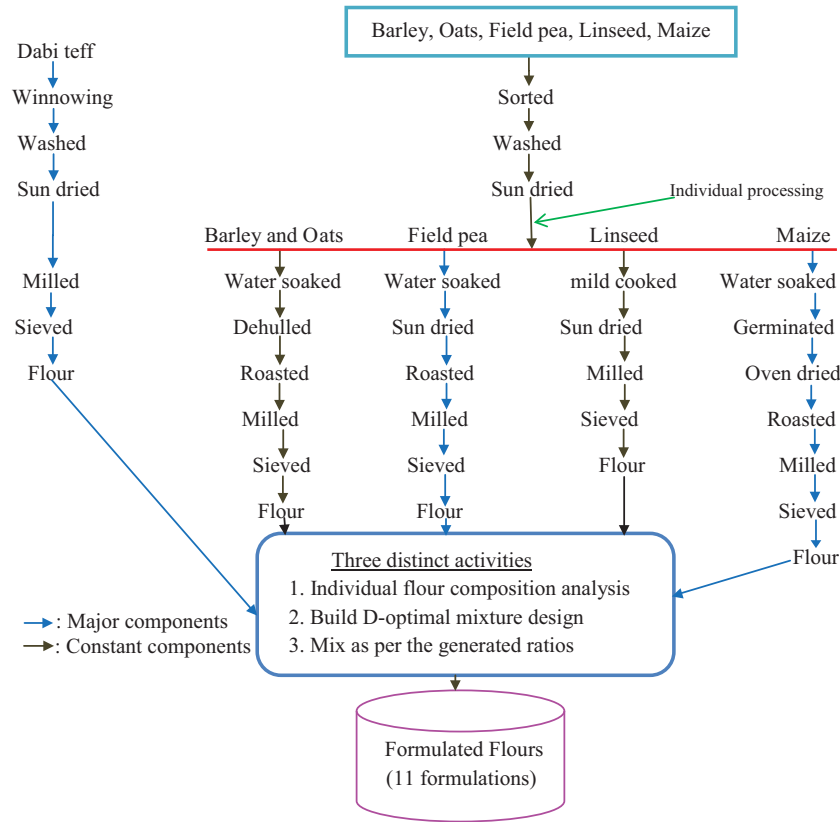 Barley, Oats, Field pea, Linseed, Maize
Dabi teff
Winnowing
Washed
Sun dried
Milled
Sieved
Flour
Sorted
Washed
Sun dried
Individual processing
Barley and Oats
Water soaked
Dehulled
Roasted
Milled
Sieved
Flour
Field pea
Water soaked
Sun dried
Roasted
Milled
Sieved
Flour
Linseed
mild cooked
Sun dried
Milled
Sieved
Flour
Maize
Water soaked
Germinated
Oven dried
Roasted
Milled
Sieved
Flour
Three distinct activities
1. Individual flour composition analysis
2. Build D-optimal mixture design
3. Mix as per the generated ratios
: Major components
: Constant components
Formulated Flours
(11 formulations)